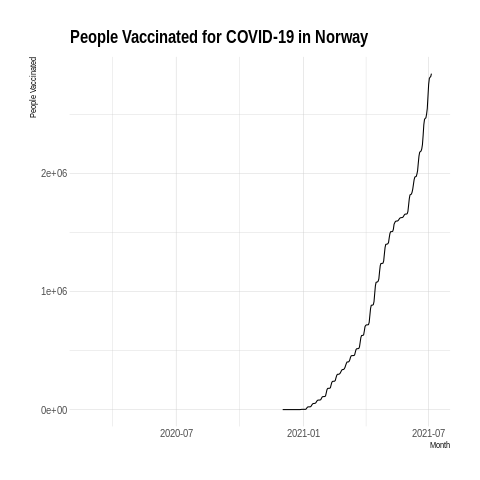 People Vaccinated for COVID-19 in Norway
People Vaccinated
2e+06
1e+06
0e+00
2020-07
2021-01
2021-07
Month